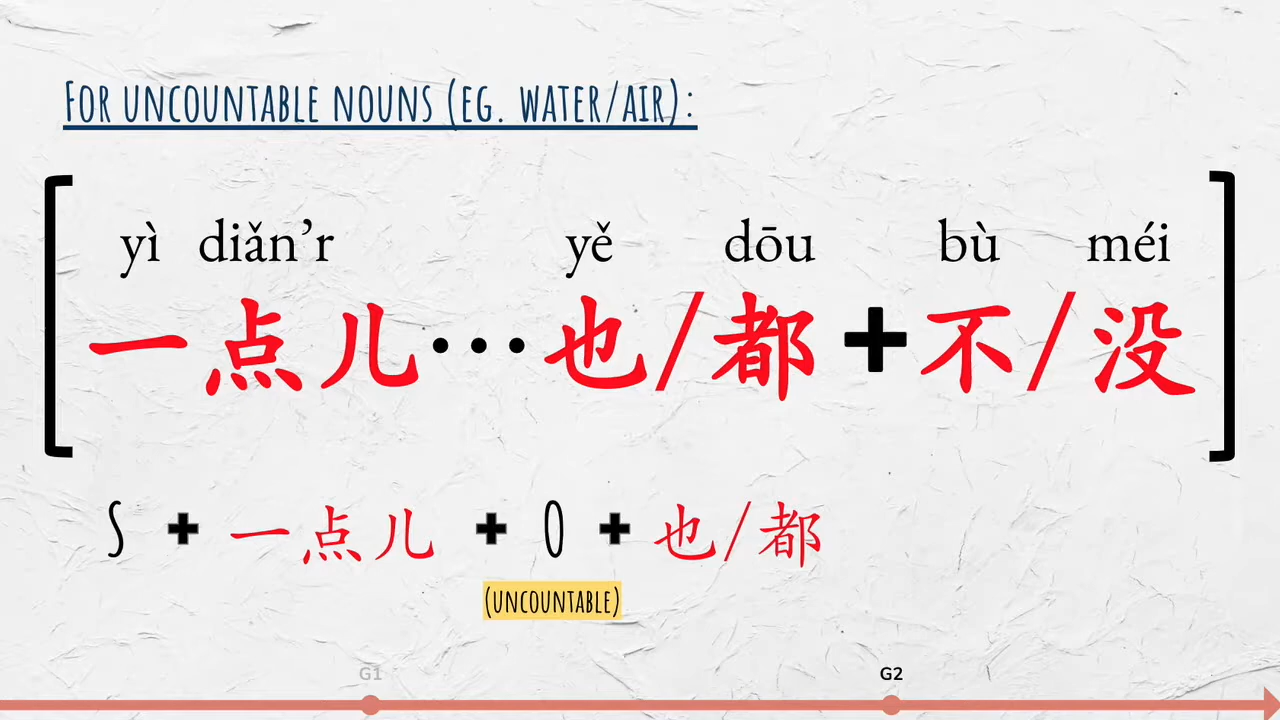 FOR UNCOUNTABLE NOUNS (EG. WATER/AIR):
yì diǎn’r yě dōu bù méi
一点儿···也/都+不/没
S + 一点儿 + O + 也/都
(UNCOUNTABLE)
G1 G2